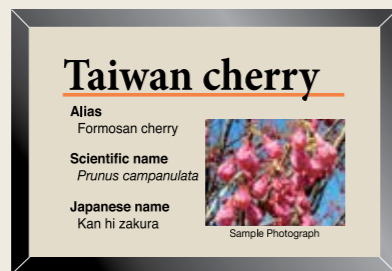 Taiwan cherry
Alias
Formosan cherry
Scientific name
Prunus campanulata
Japanese name
Kan hi zakura
Sample Photograph